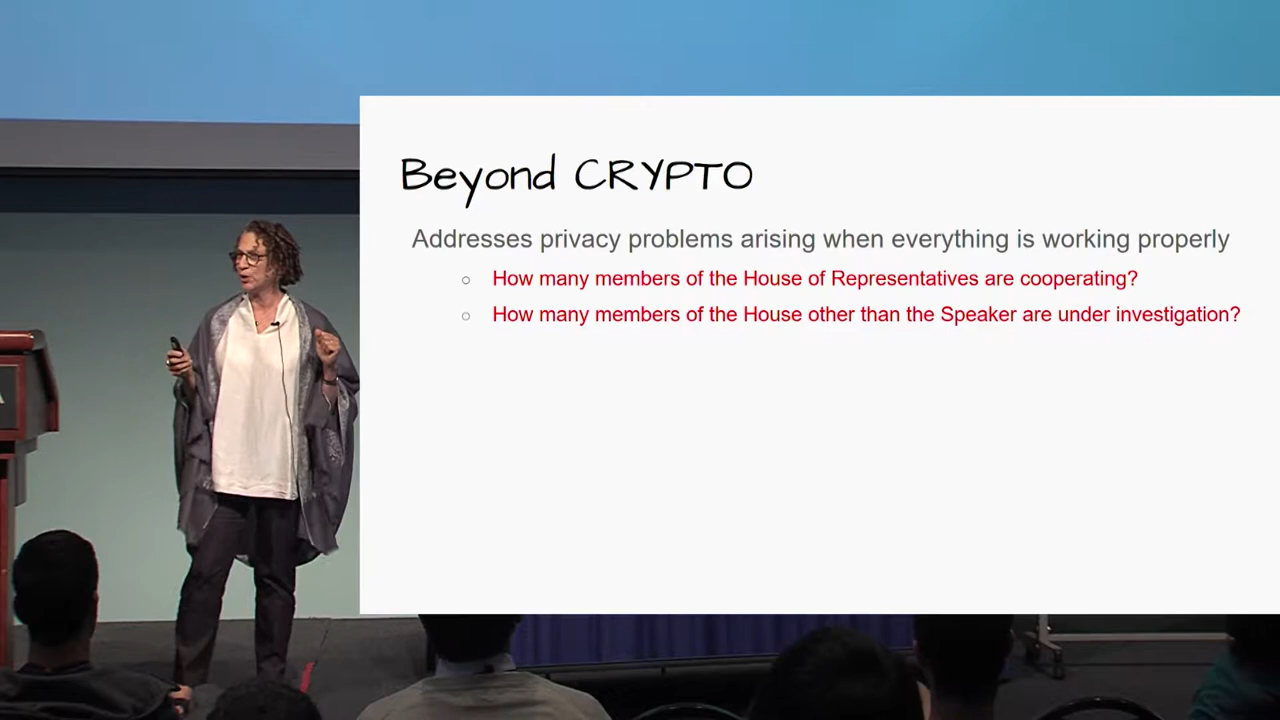 Beyond CRYPTO
Addresses privacy problems arising when everything is working properly
How many members of the House of Representatives are cooperating?
How many members of the House other than the Speaker are under investigation?
A